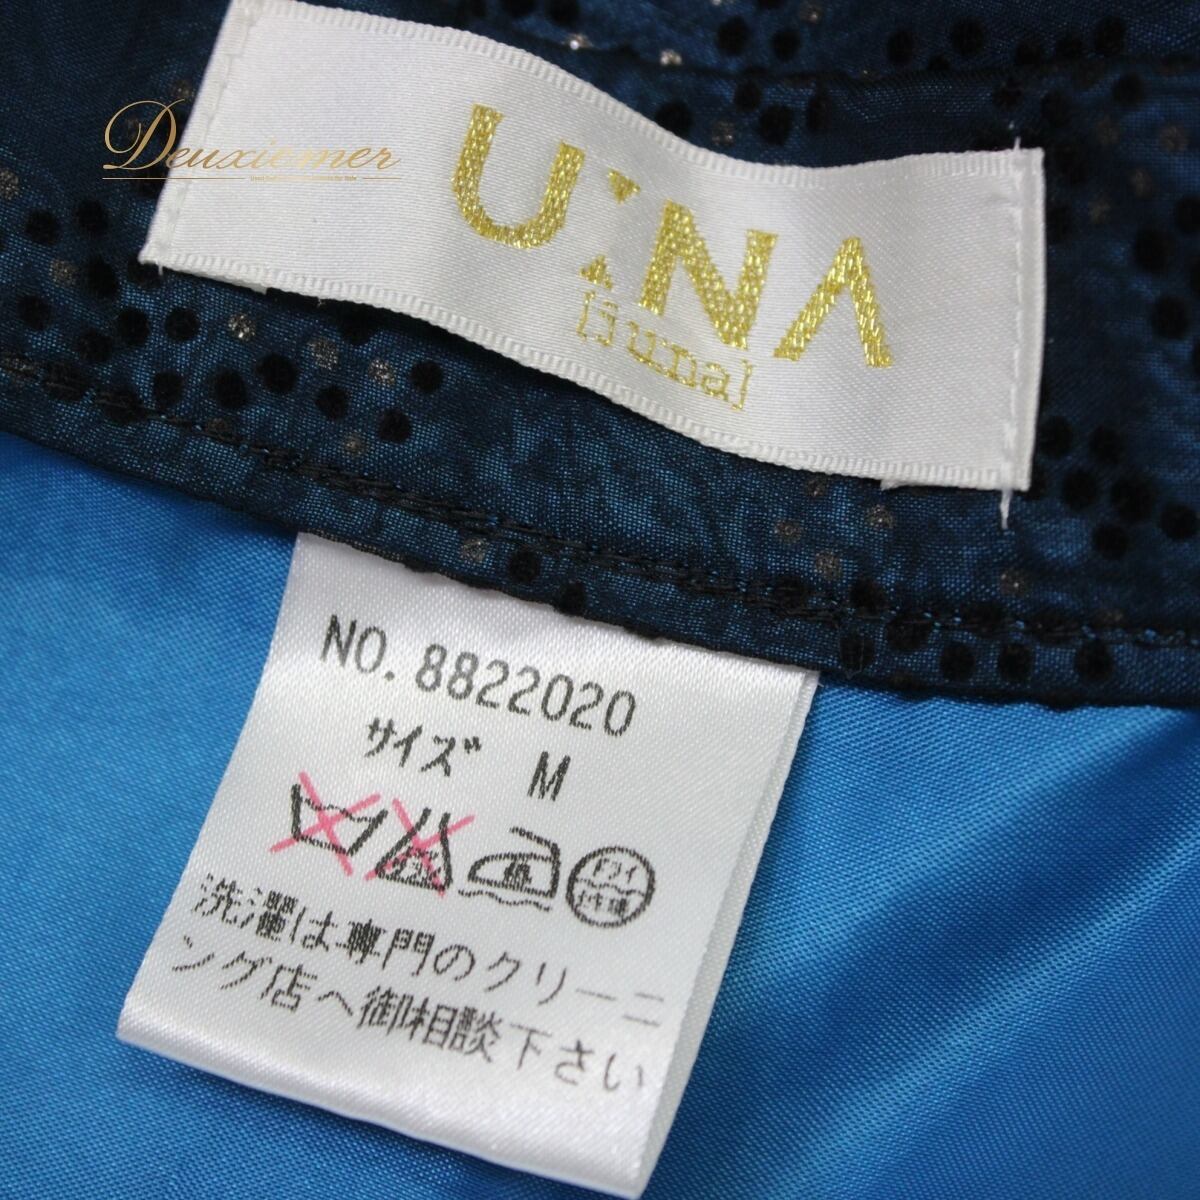 Deuxiemer
U:NA
[juna]
NO. 8822020
サイズ M
ドライ
洗濯は専門のクリーニ
ング店へ御相談下さい